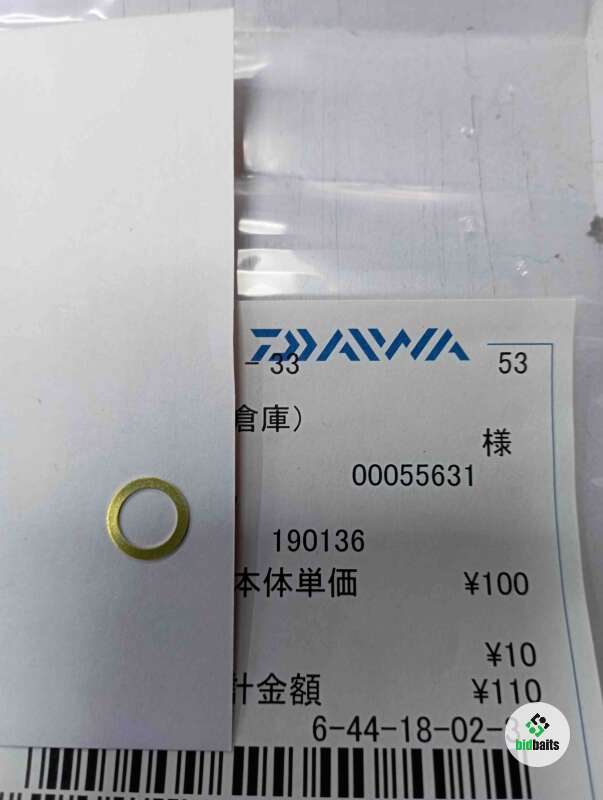 DAIWA
- 33 53
倉庫)
様
00055631
190136
本体単価 ¥100
¥10
計金額 ¥110
6-44-18-02-
bidbaits